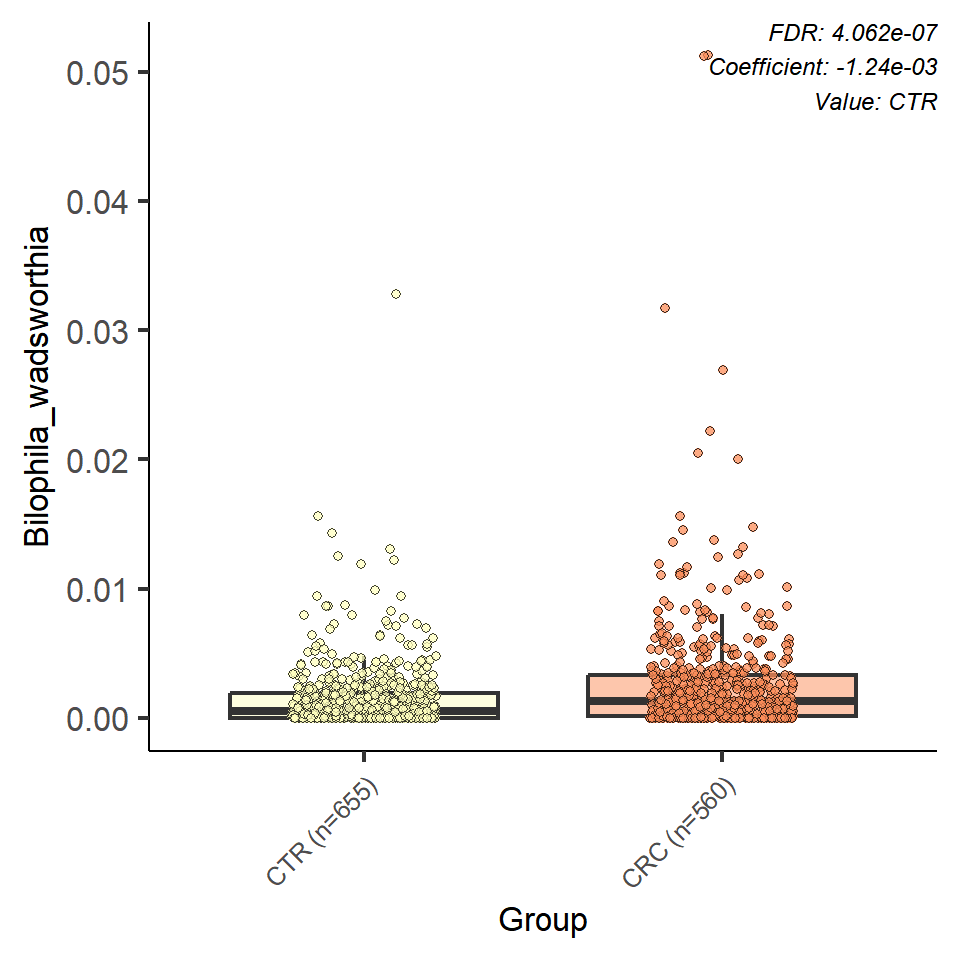 FDR: 4.062e-07
Coefficient: -1.24e-03
Value: CTR
0.05
0.04
0.03
0.02
0.01
0.00
Bilophila_wadsworthia
CTR (n=655)
CRC (n=560)
Group